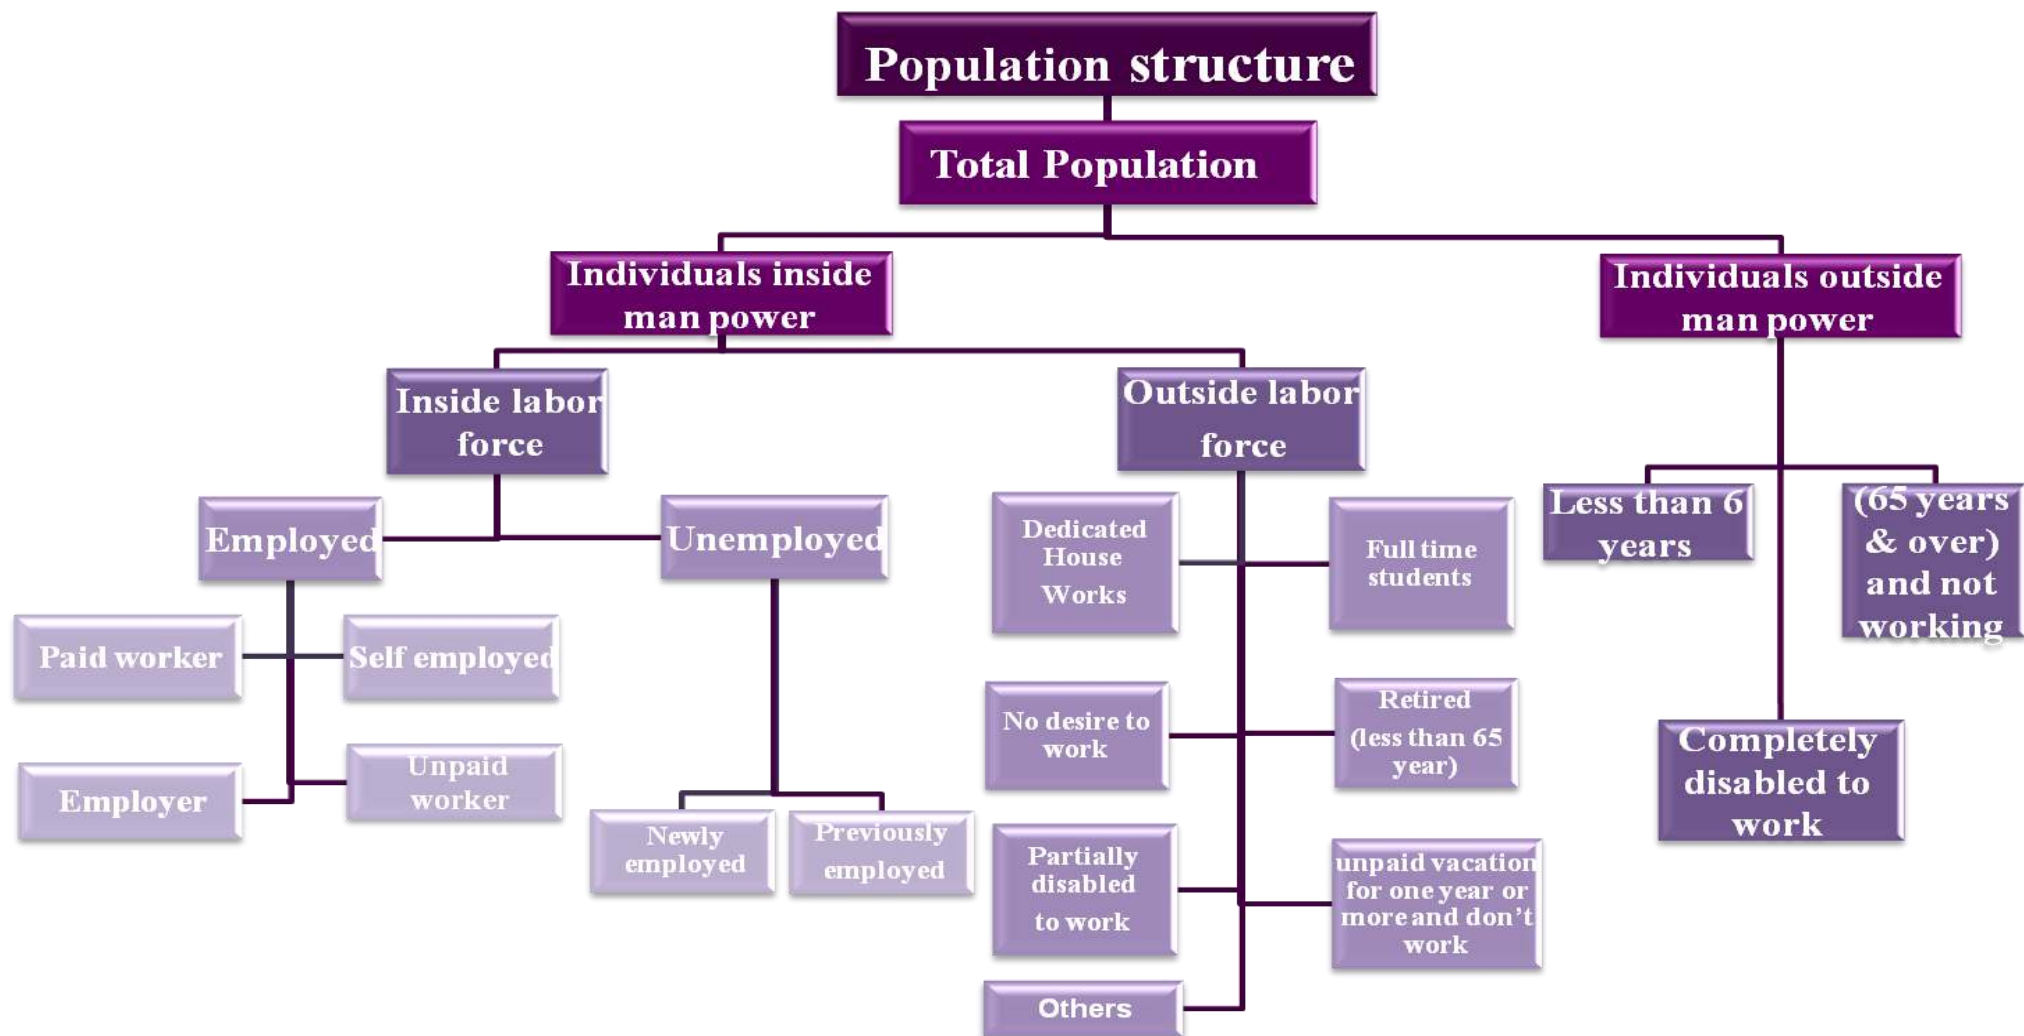 Population structure
Total Population
Individuals inside
man power
Individuals outside
man power
Inside labor
force
Outside labor
force
Less than 6
years
(65 years
& over)
and not
working
Employed
Unemployed
Dedicated
House
Works
Full time
students
Paid worker
Self employed
No desire to
work
Retired
(less than 65
year)
Completely
disabled to
work
Employer
Unpaid
worker
Newly
employed
Previously
employed
Partially
disabled
to work
unpaid vacation
for one year or
more and don’t
work
Others